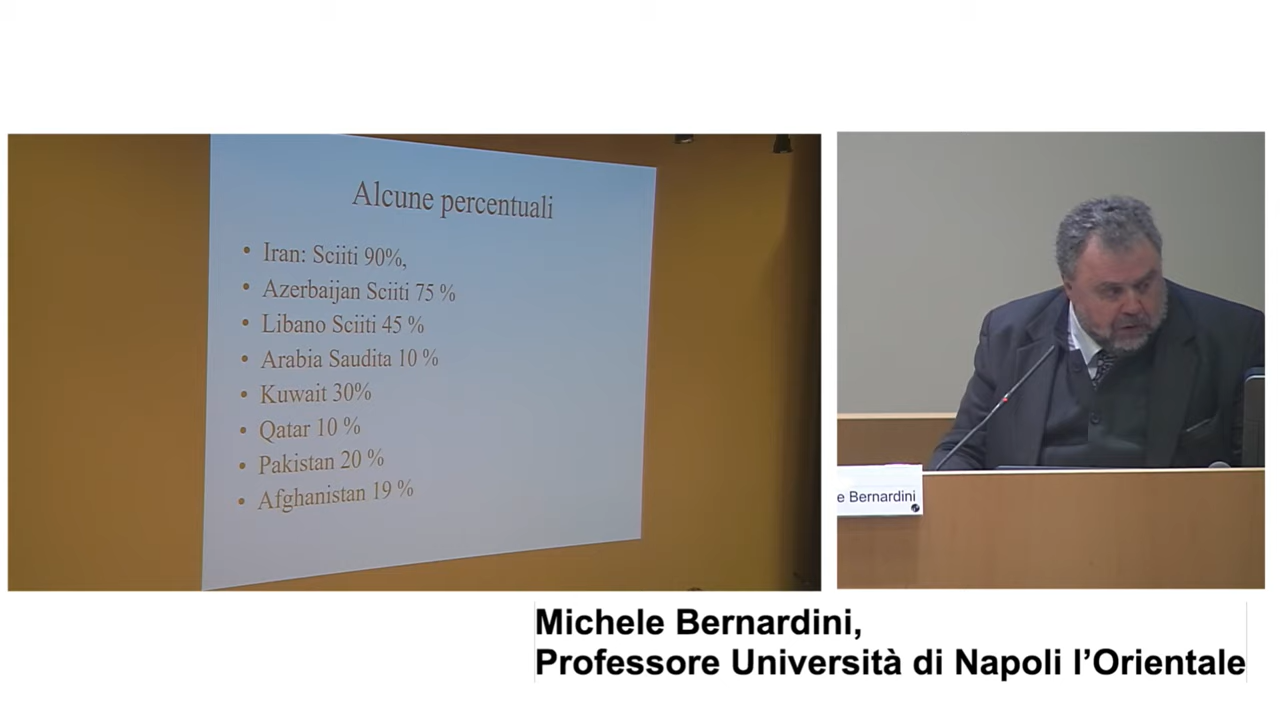 Alcune percentuali
• Iran: Sciiti 90%,
• Azerbaijan Sciiti 75 %
• Libano Sciiti 45 %
• Arabia Saudita 10 %
• Kuwait 30%
• Qatar 10 %
• Pakistan 20 %
• Afghanistan 19 %
e Bernardini
Michele Bernardini,
Professore Università di Napoli l’Orientale